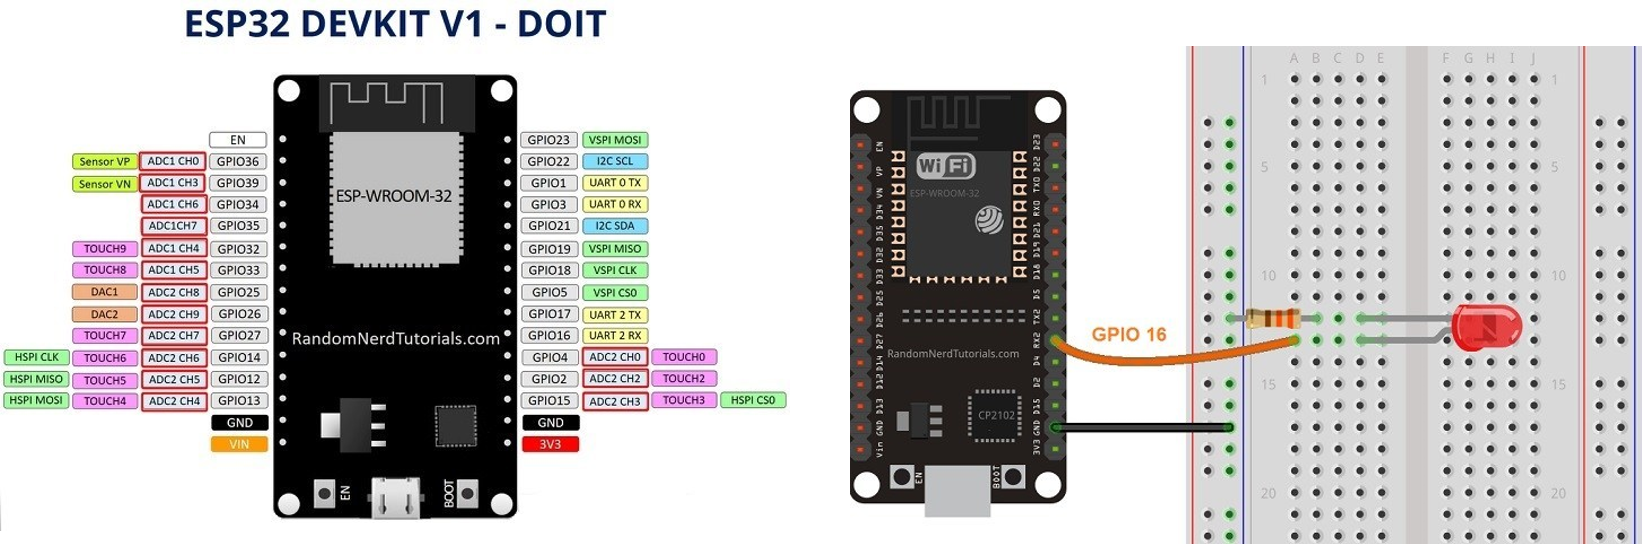 ESP32 DEVKIT V1 - DOIT
EN
Sensor VP ADC1 CH0 GPIO36
Sensor VN ADC1 CH3 GPIO39
ADC1 CH6 GPIO34
ADC1CH7 GPIO35
TOUCH9 ADC1 CH4 GPIO32
TOUCH8 ADC1 CH5 GPIO33
DAC1 ADC2 CH8 GPIO25
DAC2 ADC2 CH9 GPIO26
TOUCH7 ADC2 CH7 GPIO27
HSPI CLK TOUCH6 ADC2 CH6 GPIO14
HSPI MISO TOUCH5 ADC2 CH5 GPIO12
HSPI MOSI TOUCH4 ADC2 CH4 GPIO13
GND
VIN
ESP-WROOM-32
RandomNerdTutorials.com
EN
BOOT
GPIO23 VSPI MOSI
GPIO22 I2C SCL
GPIO1 UART 0 TX
GPIO3 UART 0 RX
GPIO21 I2C SDA
GPIO19 VSPI MISO
GPIO18 VSPI CLK
GPIO5 VSPI CS0
GPIO17 UART 2 TX
GPIO16 UART 2 RX
GPIO4 ADC2 CH0 TOUCH0
GPIO2 ADC2 CH2 TOUCH2
GPIO15 ADC2 CH3 TOUCH3 HSPI CS0
GND
3V3
EN
VP
VN
D34
D35
D32
D33
D25
D26
D27
D14
D12
D13
GND
Vin
WiFi
ESP-WROOM-32
RandomNerdTutorials.com
CP2102
EN
BOOT
D23
D22
TX0
RX0
D21
D19
D18
D5
TX2
RX2
D4
D2
D15
GND
3V3
GPIO 16
A B C D E F G H I J
1 1
5 5
10 10
15 15
20 20